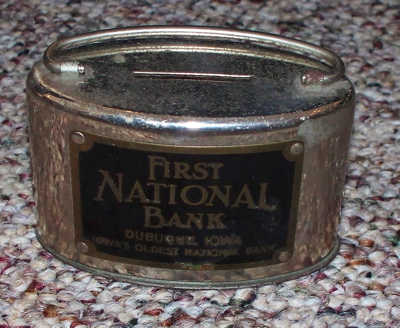 FIRST
NATIONAL
BANK
DUBUQUE, IOWA
IOWA'S OLDEST NATIONAL BANK